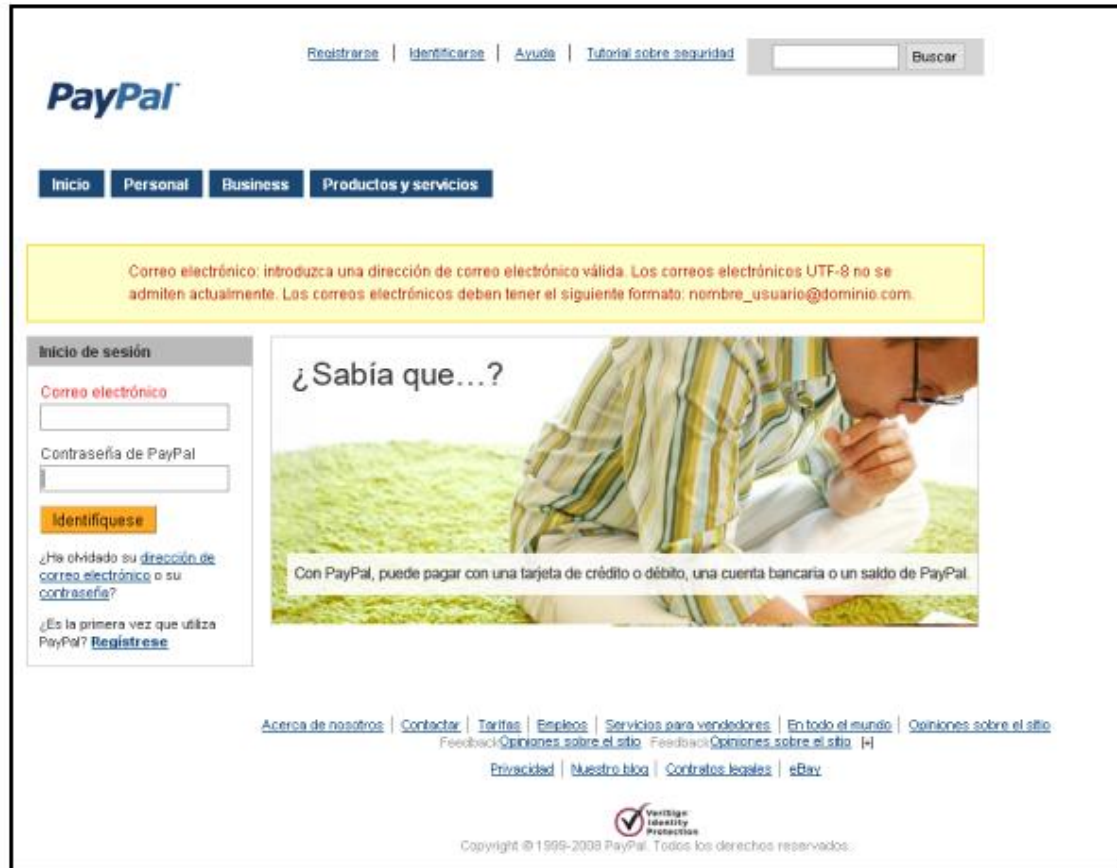 Registrarse | Identificarse | Ayuda | Tutorial sobre seguridad Buscar
PayPal
Inicio Personal Business Productos y servicios
Correo electrónico: introduzca una dirección de correo electrónico válida. Los correos electrónicos UTF-8 no se
admiten actualmente. Los correos electrónicos deben tener el siguiente formato: nombre_usuario@dominio.com.
Inicio de sesión
Correo electrónico
Contraseña de PayPal
Identifíquese
¿Ha olvidado su dirección de
correo electrónico o su
contraseña?
¿Es la primera vez que utiliza
PayPal? Regístrese
¿Sabía que...?
Con PayPal, puede pagar con una tarjeta de crédito o débito, una cuenta bancaria o un saldo de PayPal.
Acerca de nosotros | Contactar | Tarifas | Empleos | Servicios para vendedores | En todo el mundo | Opiniones sobre el sitio
FeedbackOpiniones sobre el sitio FeedbackOpiniones sobre el sitio [+]
Privacidad | Nuestro blog | Contratos legales | eBay
VeriSign
Identity
Protection
Copyright © 1999-2008 PayPal. Todos los derechos reservados.